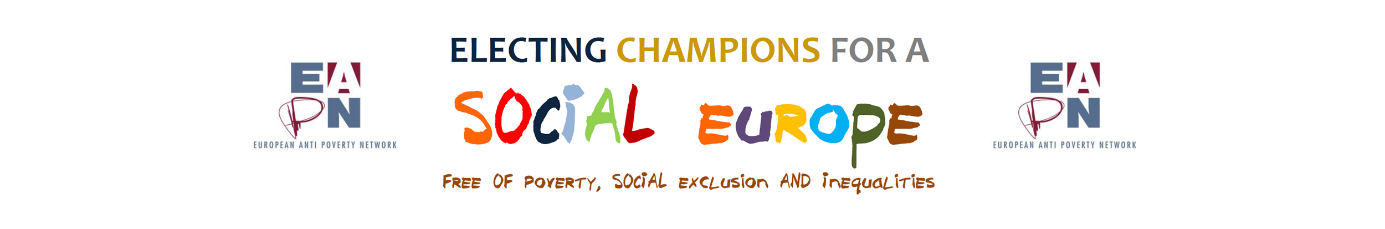 ELECTING CHAMPIONS FOR A
SOCiAL EUROPE
FREE OF POVERTY, SOCiAL EXCLUSiON AND iNEQUALiTiES
EAPN
EUROPEAN ANTI POVERTY NETWORK
EAPN
EUROPEAN ANTI POVERTY NETWORK